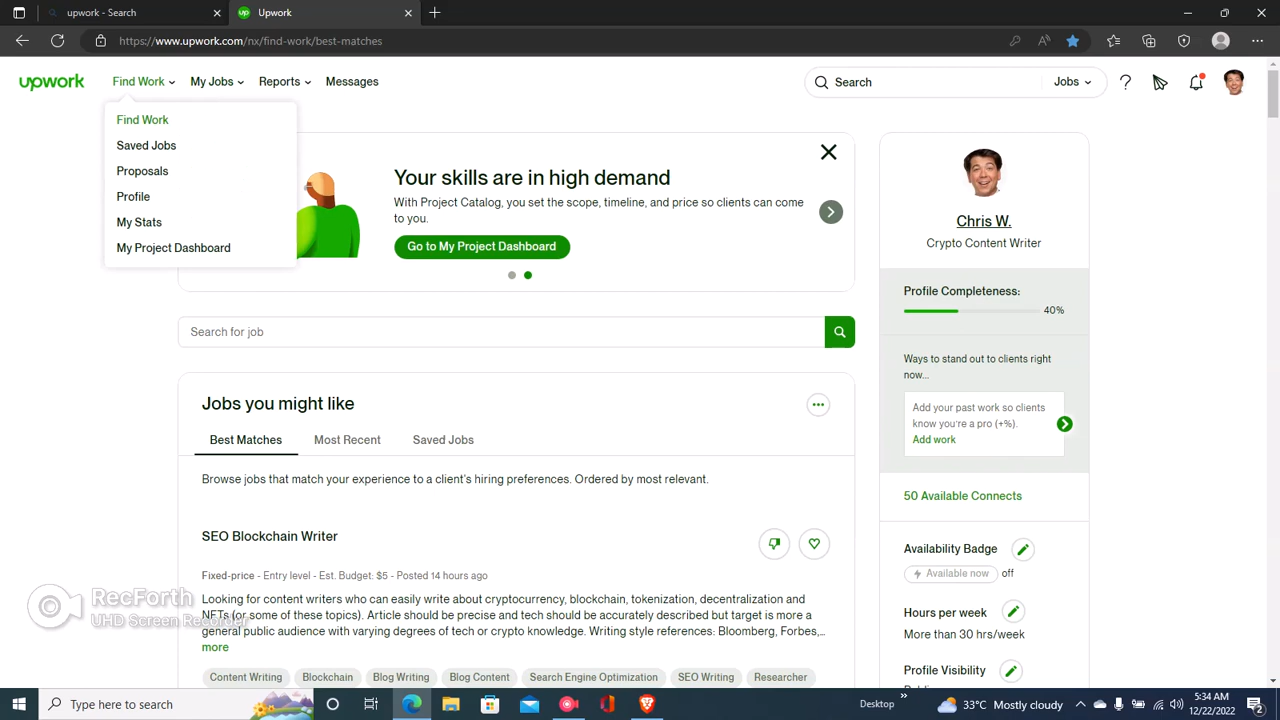 upwork - Search
Upwork
https://www.upwork.com/nx/find-work/best-matches
upwork
Find Work
My Jobs
Reports
Messages
Search
Jobs
Find Work
Saved Jobs
Proposals
Profile
My Stats
My Project Dashboard
Your skills are in high demand
With Project Catalog, you set the scope, timeline, and price so clients can come
to you.
Go to My Project Dashboard
Chris W.
Crypto Content Writer
Profile Completeness:
40%
Ways to stand out to clients right
now...
Add your past work so clients
know you're a pro (+%).
Add work
50 Available Connects
Availability Badge
Available now off
Hours per week
More than 30 hrs/week
Profile Visibility
Search for job
Jobs you might like
Best Matches
Most Recent
Saved Jobs
Browse jobs that match your experience to a client's hiring preferences. Ordered by most relevant.
SEO Blockchain Writer
Fixed-price - Entry level - Est. Budget: $5 - Posted 14 hours ago
Looking for content writers who can easily write about cryptocurrency, blockchain, tokenization, decentralization and
NFTs (or some of these topics). Article should be precise and tech should be accurately described but target is more a
general public audience with varying degrees of tech or crypto knowledge. Writing style references: Bloomberg, Forbes,...
more
Content Writing
Blockchain
Blog Writing
Blog Content
Search Engine Optimization
SEO Writing
Researcher
RecForth
UHD Screen Recorder
Type here to search
Desktop
33°C Mostly cloudy
5:34 AM
12/22/2022
2